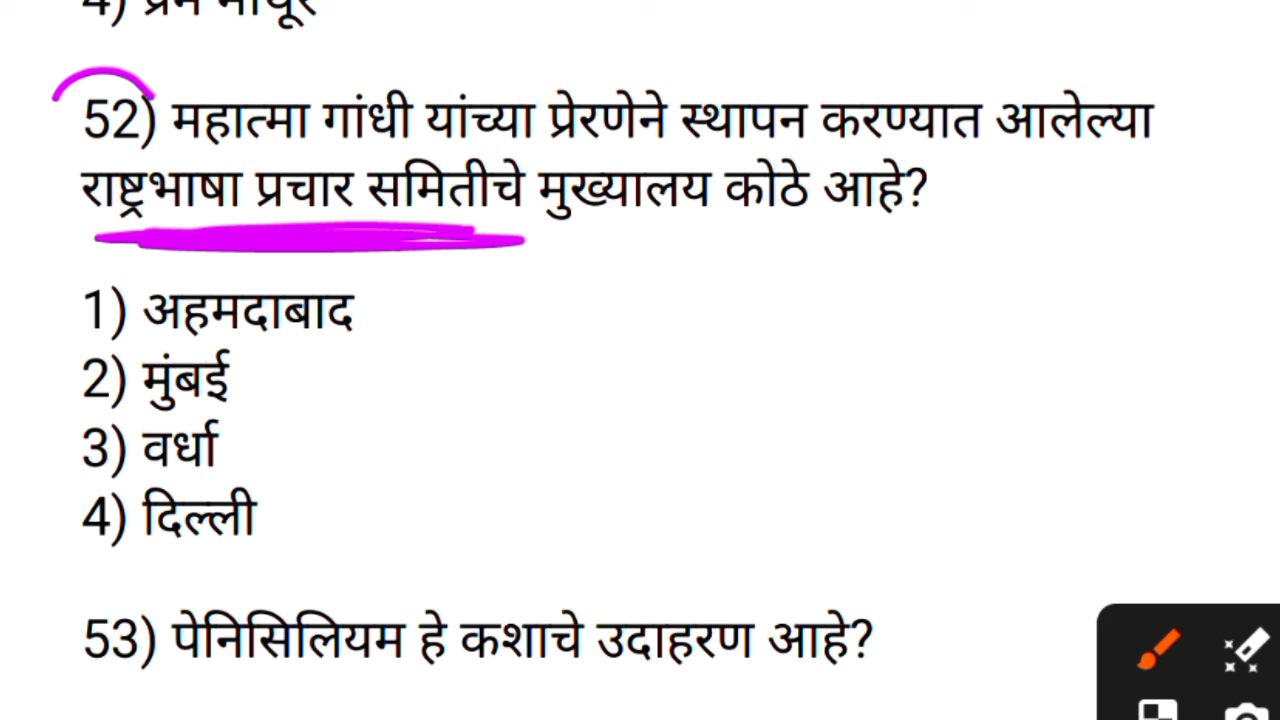 52) महात्मा गांधी यांच्या प्रेरणेने स्थापन करण्यात आलेल्या
राष्ट्रभाषा प्रचार समितीचे मुख्यालय कोठे आहे?
1) अहमदाबाद
2) मुंबई
3) वर्धा
4) दिल्ली
53) पेनिसिलियम हे कशाचे उदाहरण आहे?